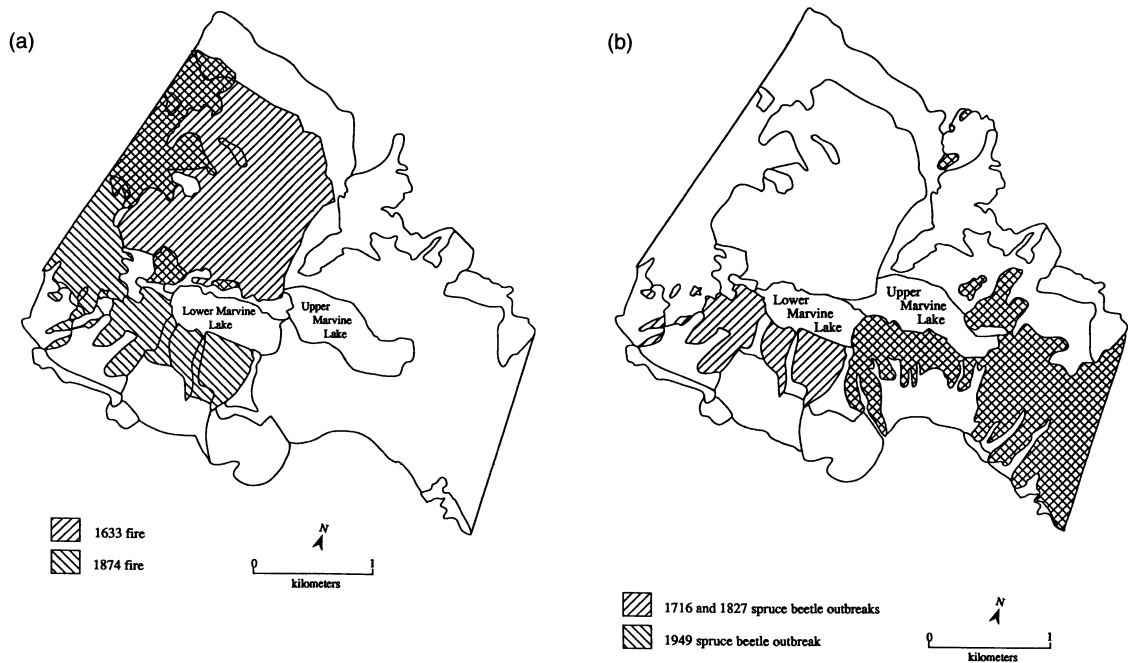 (a)
Lower Marvine
Lake
Upper
Marvine
Lake
1633 fire
1874 fire
N
0 1
kilometers
(b)
Lower
Marvine
Lake
Upper
Marvine
Lake
1716 and 1827 spruce beetle outbreaks
1949 spruce beetle outbreak
N
0 1
kilometers